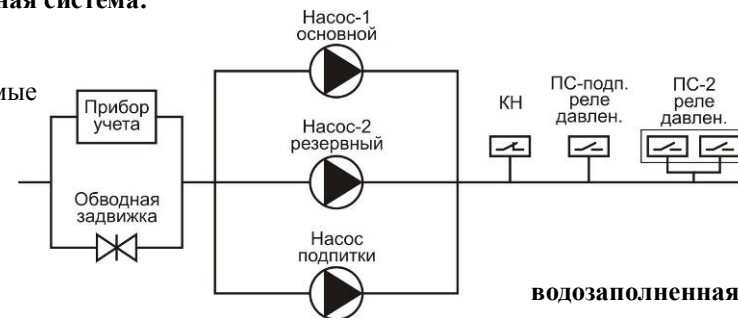 ная система.
Насос-1
основной
мые
Прибор
учета
Насос-2
резервный
КН
ПС-подп.
реле
давлен.
ПС-2
реле
давлен.
Обводная
задвижка
Насос
подпитки
водозаполненная